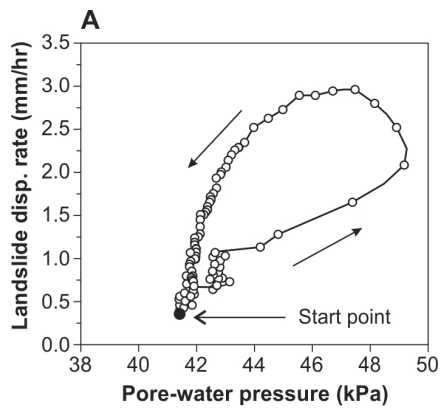 A
Landslide disp. rate (mm/hr)
3.5
3.0
2.5
2.0
1.5
1.0
0.5
0.0
Start point
38 40 42 44 46 48 50
Pore-water pressure (kPa)